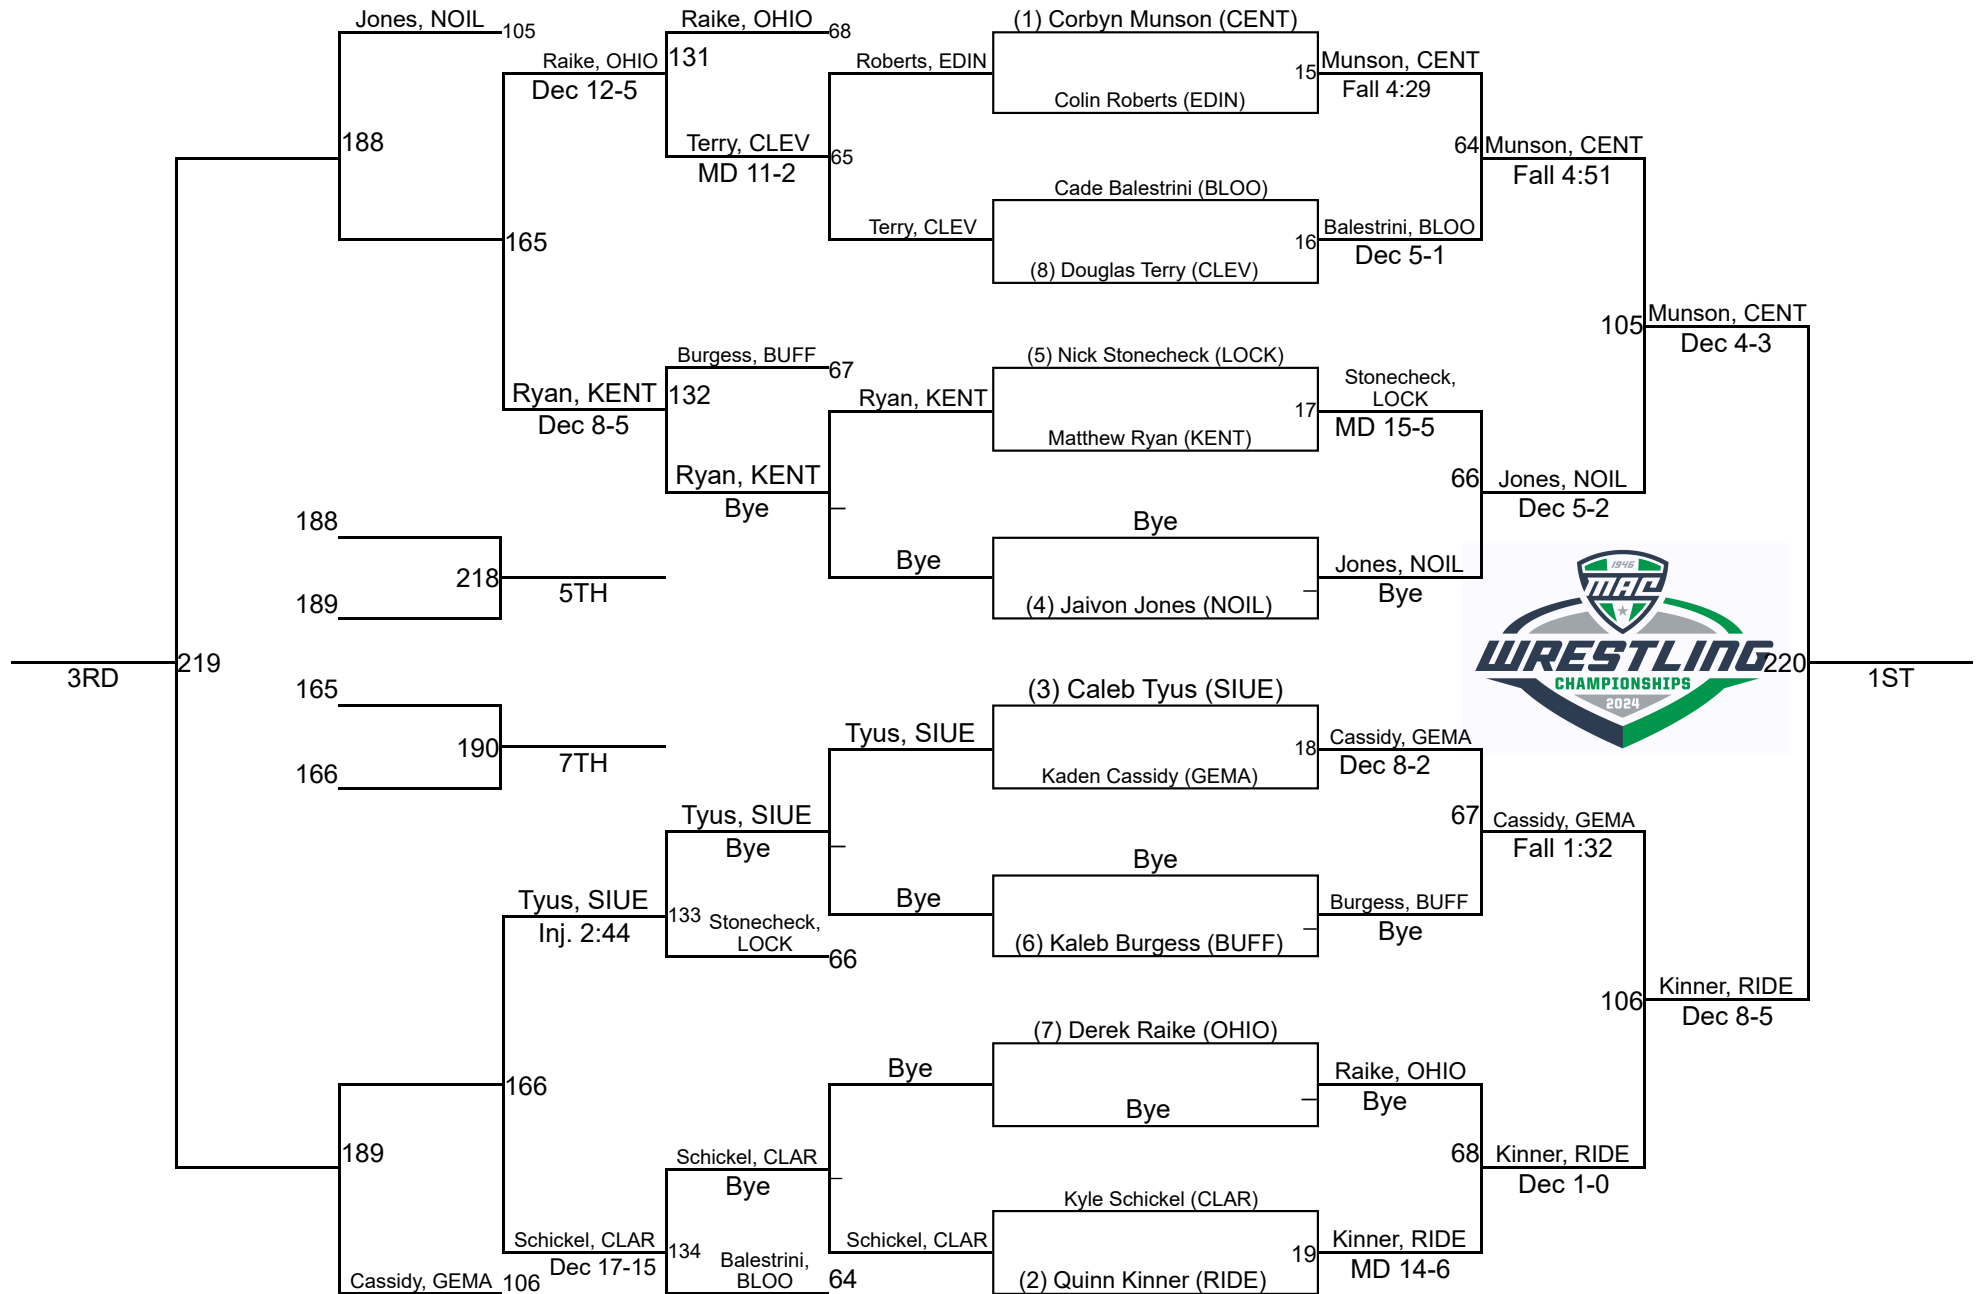 Jones, NOIL
105
Raike, OHIO
68
(1) Corbyn Munson (CENT)
Raike, OHIO
131
Roberts, EDIN
15
Munson, CENT
Dec 12-5
Colin Roberts (EDIN)
Fall 4:29
188
Terry, CLEV
65
64
Munson, CENT
MD 11-2
Fall 4:51
Cade Balestrini (BLOO)
165
Terry, CLEV
16
Balestrini, BLOO
(8) Douglas Terry (CLEV)
Dec 5-1
105
Munson, CENT
Dec 4-3
Burgess, BUFF
67
(5) Nick Stonecheck (LOCK)
Stonecheck,
LOCK
Ryan, KENT
132
Ryan, KENT
17
Dec 8-5
Matthew Ryan (KENT)
MD 15-5
Ryan, KENT
66
Jones, NOIL
Bye
Dec 5-2
188
Bye
Bye
Jones, NOIL
218
5TH
Bye
189
(4) Jaivon Jones (NOIL)
1946
MAC
WRESTLING
CHAMPIONSHIPS
2024
3RD
219
220
1ST
165
(3) Caleb Tyus (SIUE)
190
7TH
Tyus, SIUE
18
Cassidy, GEMA
166
Kaden Cassidy (GEMA)
Dec 8-2
Tyus, SIUE
67
Cassidy, GEMA
Bye
Fall 1:32
Bye
Tyus, SIUE
133
Stonecheck,
LOCK
Bye
Burgess, BUFF
Inj. 2:44
66
(6) Kaleb Burgess (BUFF)
Bye
106
Kinner, RIDE
Dec 8-5
(7) Derek Raike (OHIO)
166
Bye
Raike, OHIO
Bye
Bye
189
Schickel, CLAR
68
Kinner, RIDE
Bye
Dec 1-0
Kyle Schickel (CLAR)
Schickel, CLAR
134
Schickel, CLAR
19
Kinner, RIDE
Dec 17-15
Balestrini,
BLOO
64
(2) Quinn Kinner (RIDE)
MD 14-6
Cassidy, GEMA
106